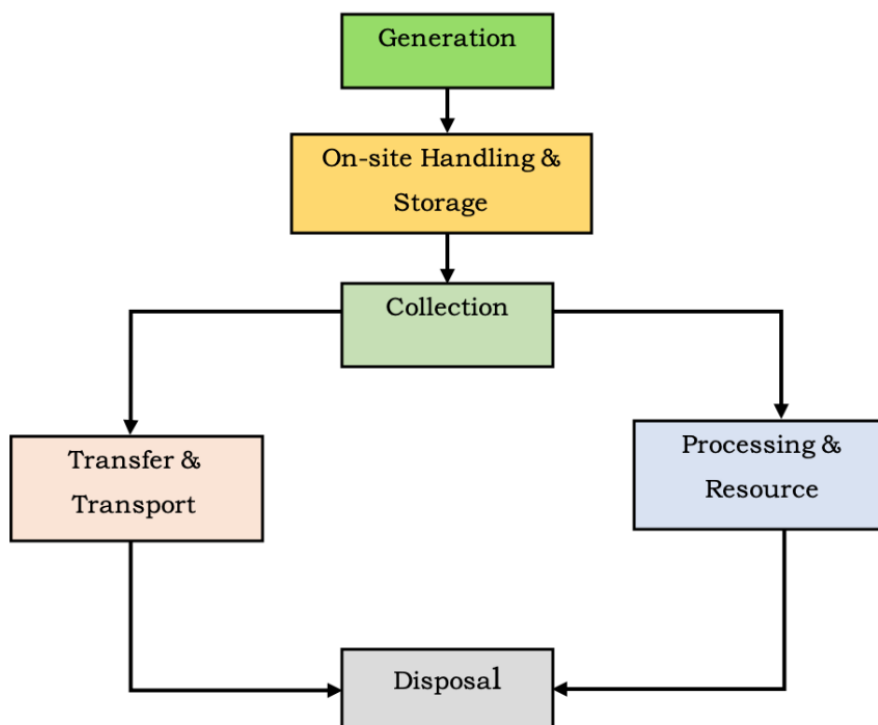 Generation
On-site Handling &
Storage
Collection
Transfer &
Transport
Processing &
Resource
Disposal